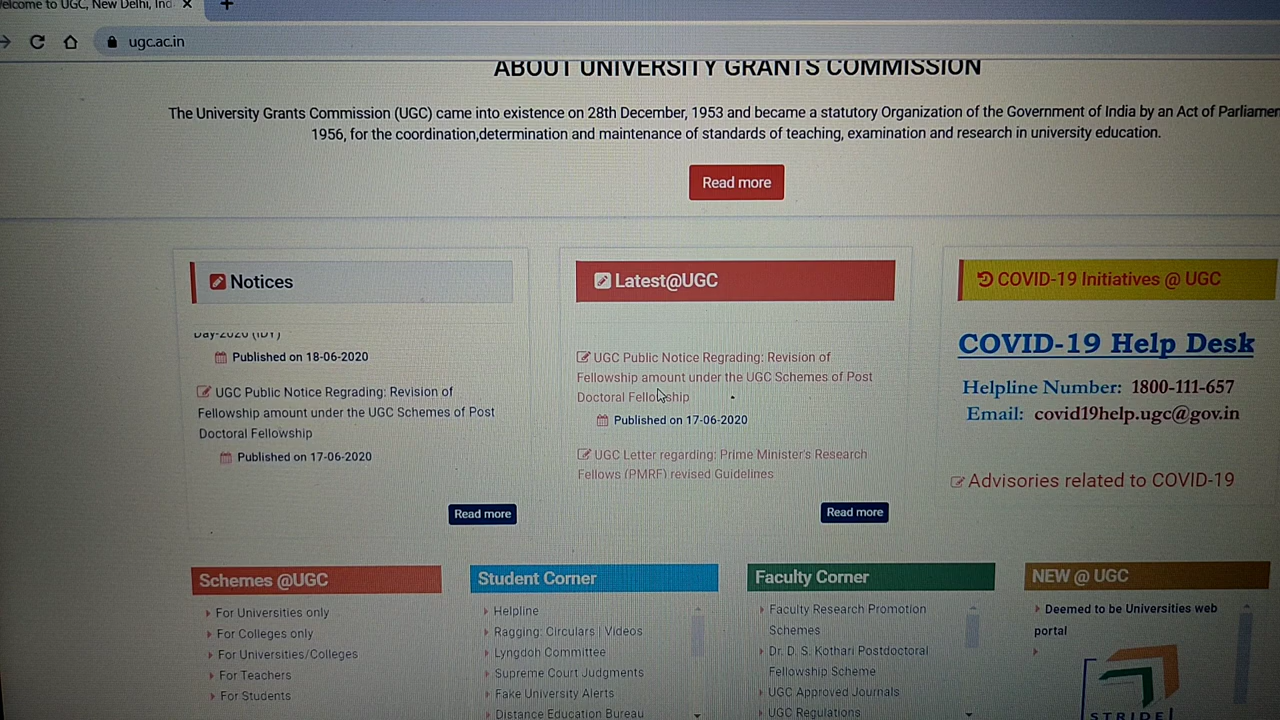 elcome to UGC, New Delhi, Ind
ugc.ac.in
ABOUT UNIVERSITY GRANTS COMMISSION
The University Grants Commission (UGC) came into existence on 28th December, 1953 and became a statutory Organization of the Government of India by an Act of Parliamen
1956, for the coordination,determination and maintenance of standards of teaching, examination and research in university education.
Read more
Notices
Day-2020 (IDY)
Published on 18-06-2020
UGC Public Notice Regrading: Revision of
Fellowship amount under the UGC Schemes of Post
Doctoral Fellowship
Published on 17-06-2020
Read more
Latest@UGC
UGC Public Notice Regrading: Revision of
Fellowship amount under the UGC Schemes of Post
Doctoral Fellowship
Published on 17-06-2020
UGC Letter regarding: Prime Minister's Research
Fellows (PMRF) revised Guidelines
Read more
COVID-19 Initiatives @ UGC
COVID-19 Help Desk
Helpline Number: 1800-111-657
Email: covid19help.ugc@gov.in
Advisories related to COVID-19
Schemes @UGC
For Universities only
For Colleges only
For Universities/Colleges
For Teachers
For Students
Student Corner
Helpline
Ragging: Circulars | Videos
Lyngdoh Committee
Supreme Court Judgments
Fake University Alerts
Distance Education Bureau
Faculty Corner
Faculty Research Promotion
Schemes
Dr. D. S. Kothari Postdoctoral
Fellowship Scheme
UGC Approved Journals
UGC Regulations
NEW @ UGC
Deemed to be Universities web
portal
STRIDE